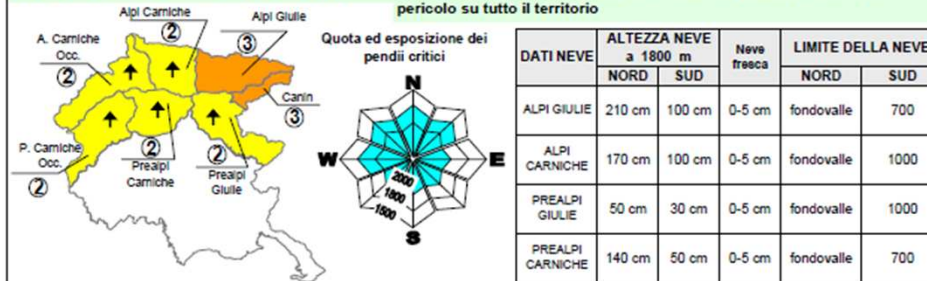 pericolo su tutto il territorio
Alpi Carniche
②
Alpi Giulie
③
A. Carniche
Occ.
②
Canin
③
P. Carniche
Occ.
②
②
Prealpi
Carniche
②
Prealpi
Giulie
Quota ed esposizione dei
pendii critici
N
W
E
S
2000
1800
1500
DATI NEVE ALTEZZA NEVE a 1800 m Neve fresca LIMITE DELLA NEVE
NORD SUD NORD SUD
ALPI GIULIE 210 cm 100 cm 0-5 cm fondovalle 700
ALPI CARNICHE 170 cm 100 cm 0-5 cm fondovalle 1000
PREALPI GIULIE 50 cm 30 cm 0-5 cm fondovalle 1000
PREALPI CARNICHE 140 cm 50 cm 0-5 cm fondovalle 700